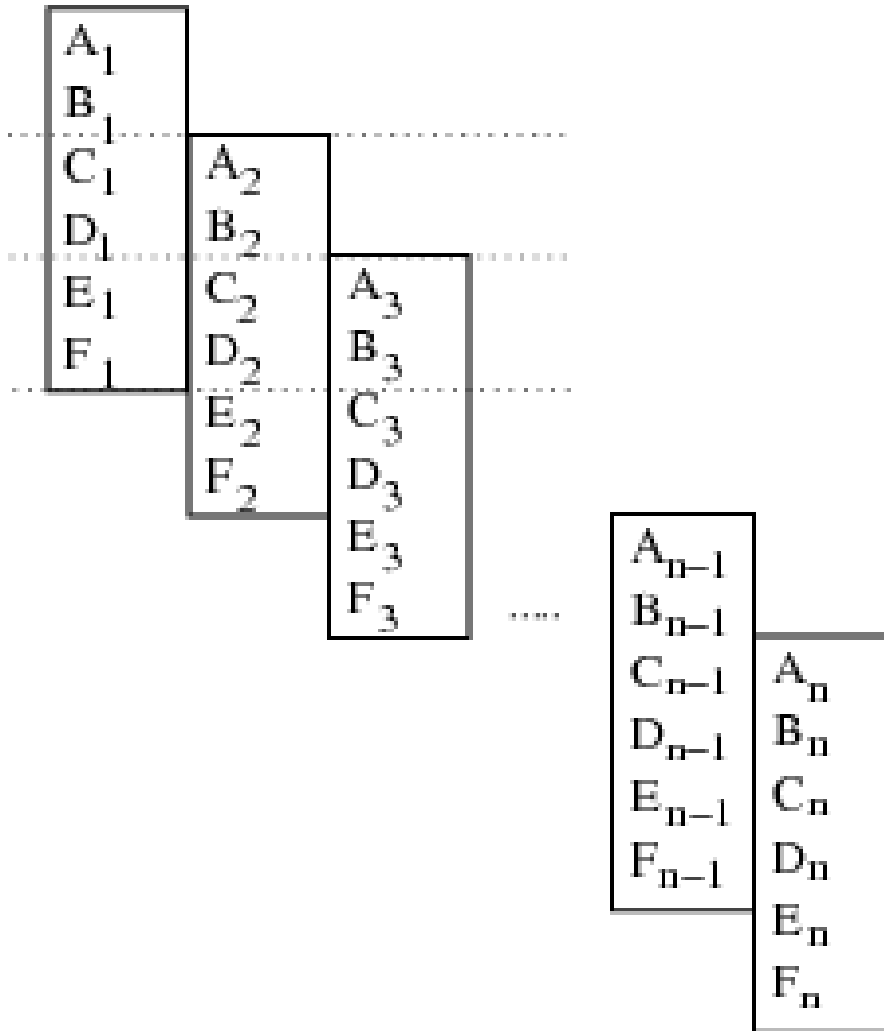 A1
B1
C1
D1
E1
F1
A2
B2
C2
D2
E2
F2
A3
B3
C3
D3
E3
F3
.....
An−1
Bn−1
Cn−1
Dn−1
En−1
Fn−1
An
Bn
Cn
Dn
En
Fn